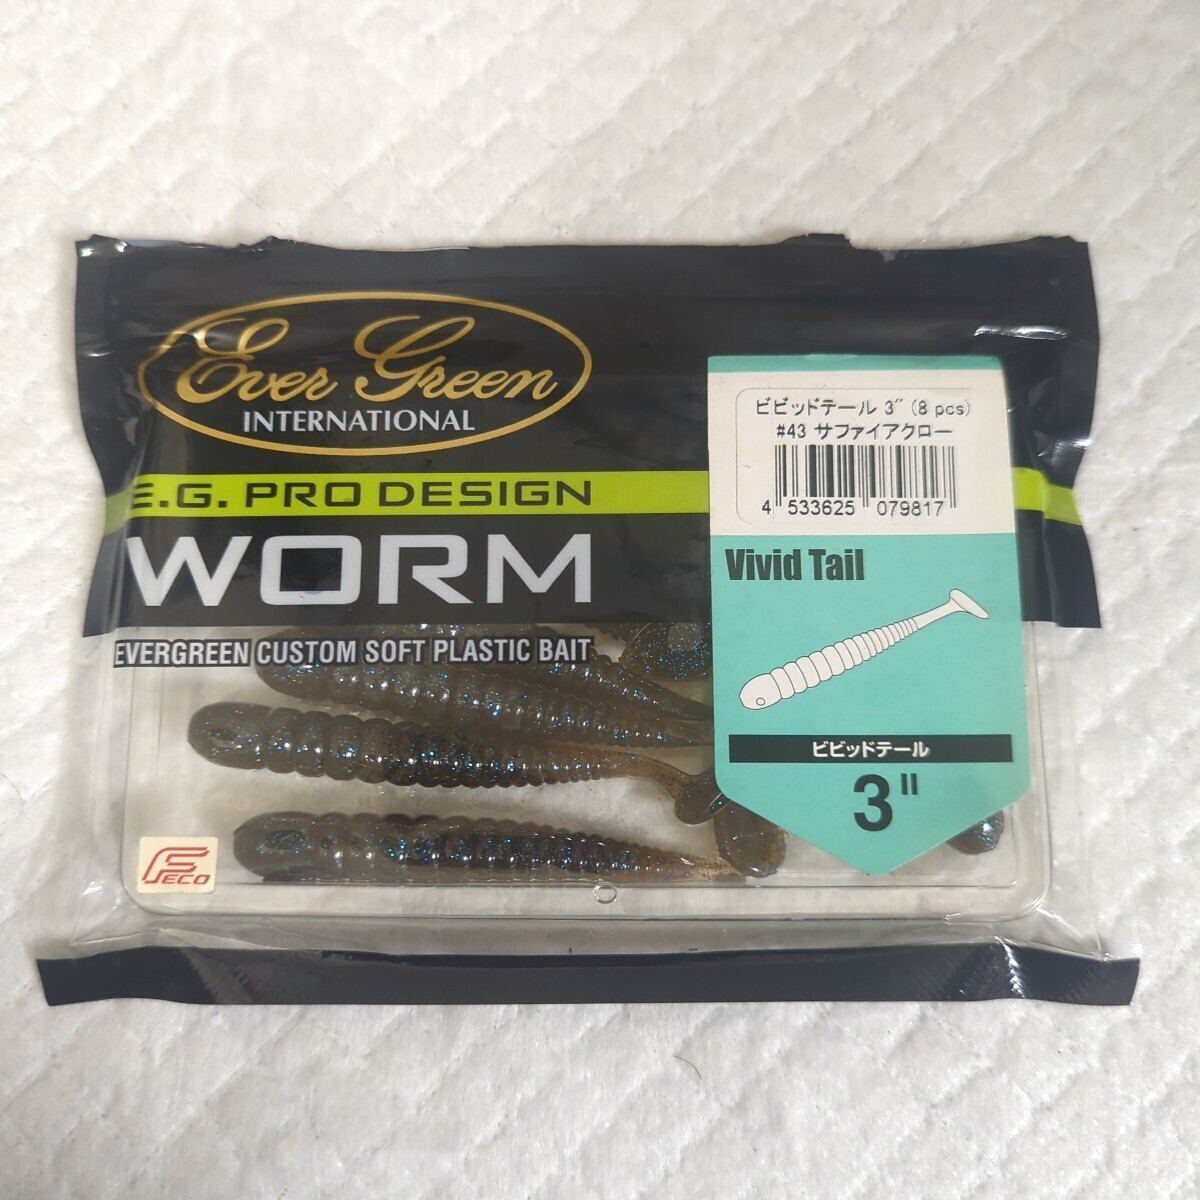 Ever Green
INTERNATIONAL
E.G. PRO DESIGN
WORM
EVERGREEN CUSTOM SOFT PLASTIC BAIT
ビビッドテール 3" (8 pcs)
#43 サファイアクロー
4 533625 079817
Vivid Tail
ビビッドテール
3"
FECO